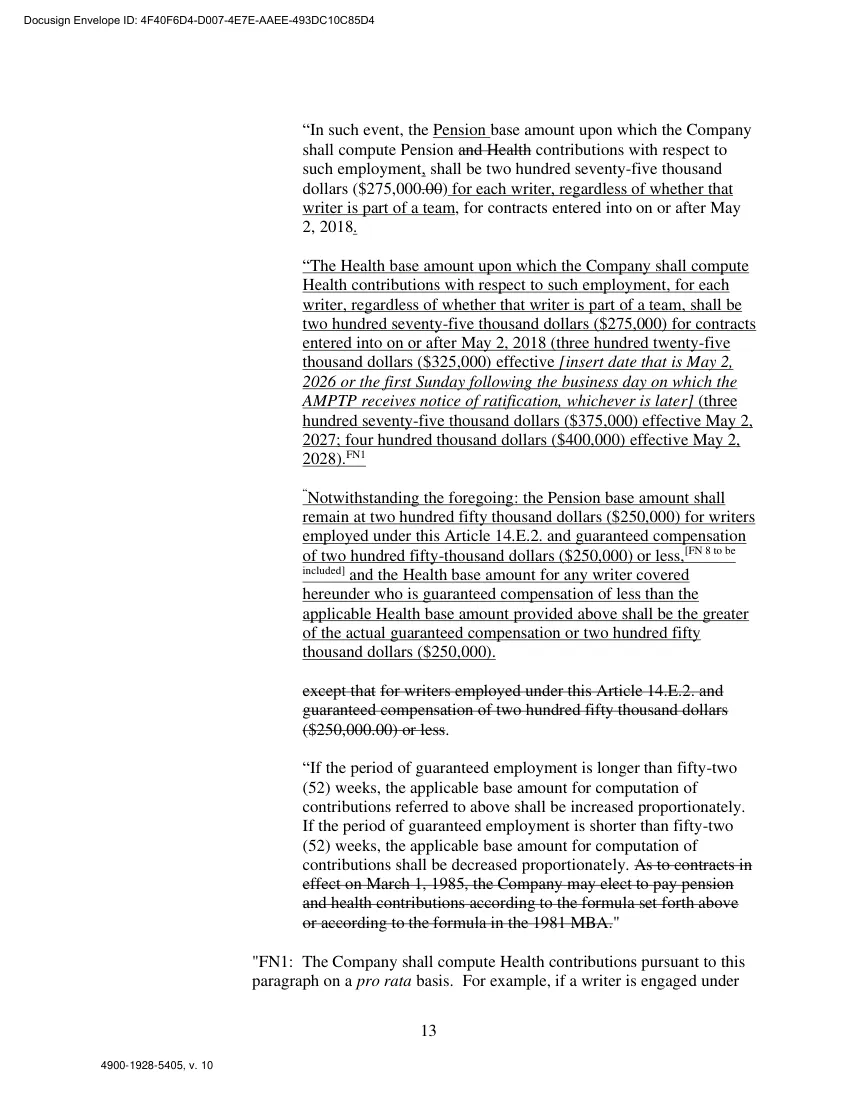 Docusign Envelope ID: 4F40F6D4-D007-4E7E-AAEE-493DC10C85D4
“In such event, the Pension base amount upon which the Company
shall compute Pension and Health contributions with respect to
such employment, shall be two hundred seventy-five thousand
dollars ($275,000.00) for each writer, regardless of whether that
writer is part of a team, for contracts entered into on or after May
2, 2018.
“The Health base amount upon which the Company shall compute
Health contributions with respect to such employment, for each
writer, regardless of whether that writer is part of a team, shall be
two hundred seventy-five thousand dollars ($275,000) for contracts
entered into on or after May 2, 2018 (three hundred twenty-five
thousand dollars ($325,000) effective [insert date that is May 2,
2026 or the first Sunday following the business day on which the
AMPTP receives notice of ratification, whichever is later] (three
hundred seventy-five thousand dollars ($375,000) effective May 2,
2027; four hundred thousand dollars ($400,000) effective May 2,
2028).FN1
“Notwithstanding the foregoing: the Pension base amount shall
remain at two hundred fifty thousand dollars ($250,000) for writers
employed under this Article 14.E.2. and guaranteed compensation
of two hundred fifty-thousand dollars ($250,000) or less,[FN 8 to be
included] and the Health base amount for any writer covered
hereunder who is guaranteed compensation of less than the
applicable Health base amount provided above shall be the greater
of the actual guaranteed compensation or two hundred fifty
thousand dollars ($250,000).
except that for writers employed under this Article 14.E.2. and
guaranteed compensation of two hundred fifty thousand dollars
($250,000.00) or less.
“If the period of guaranteed employment is longer than fifty-two
(52) weeks, the applicable base amount for computation of
contributions referred to above shall be increased proportionately.
If the period of guaranteed employment is shorter than fifty-two
(52) weeks, the applicable base amount for computation of
contributions shall be decreased proportionately. As to contracts in
effect on March 1, 1985, the Company may elect to pay pension
and health contributions according to the formula set forth above
or according to the formula in the 1981 MBA."
"FN1:  The Company shall compute Health contributions pursuant to this
paragraph on a pro rata basis.  For example, if a writer is engaged under
13
4900-1928-5405, v. 10